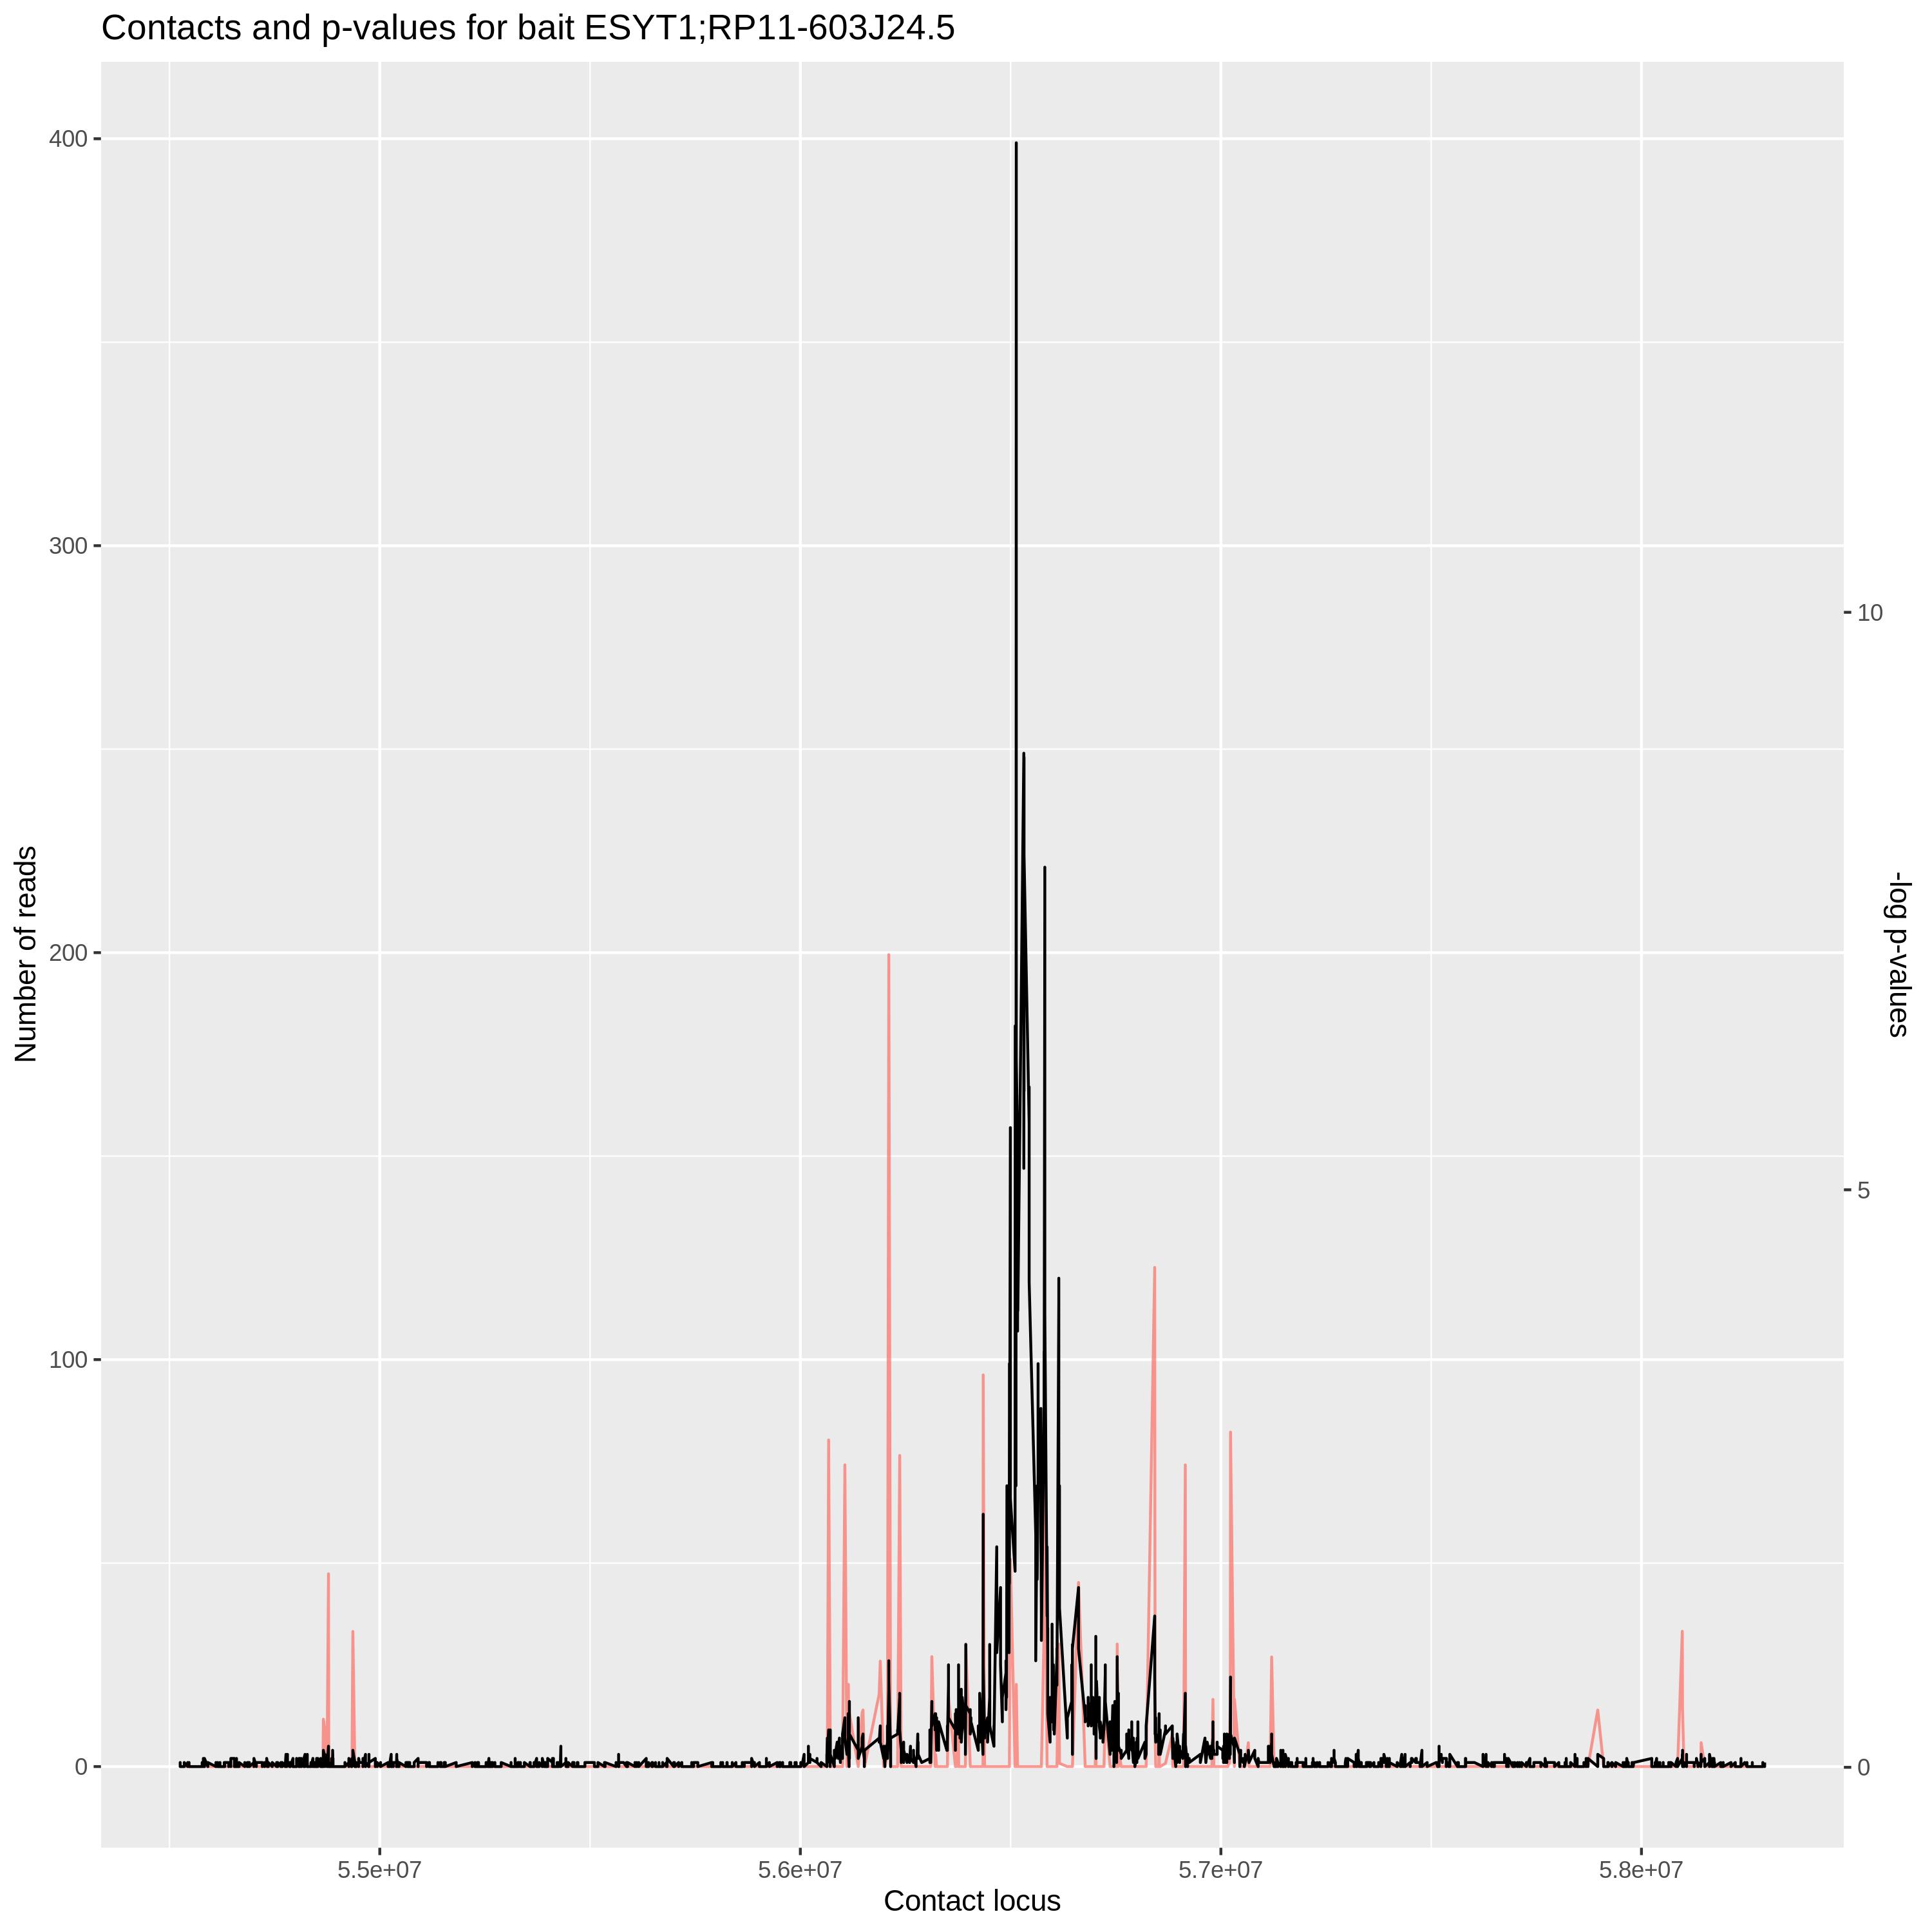 Contacts and p-values for bait ESYT1;RP11-603J24.5
400
300
200
100
0
Number of reads
10
5
0
-log p-values
5.5e+07
5.6e+07
5.7e+07
5.8e+07
Contact locus